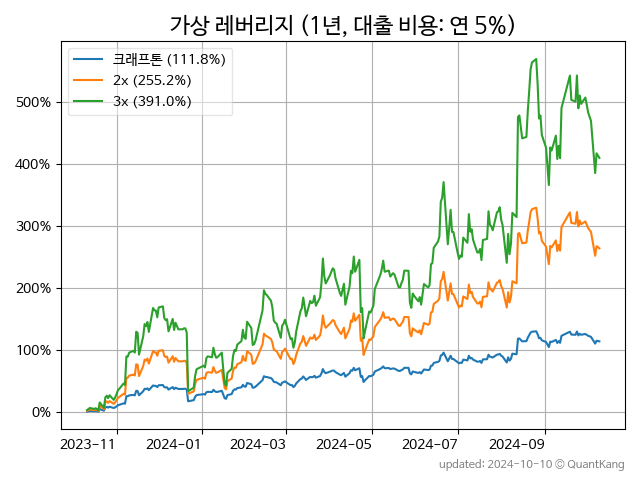 가상 레버리지 (1년, 대출 비용: 연 5%)
크래프톤 (111.8%)
2x (255.2%)
3x (391.0%)
500%
400%
300%
200%
100%
0%
2023-11 2024-01 2024-03 2024-05 2024-07 2024-09
updated: 2024-10-10 © QuantKang